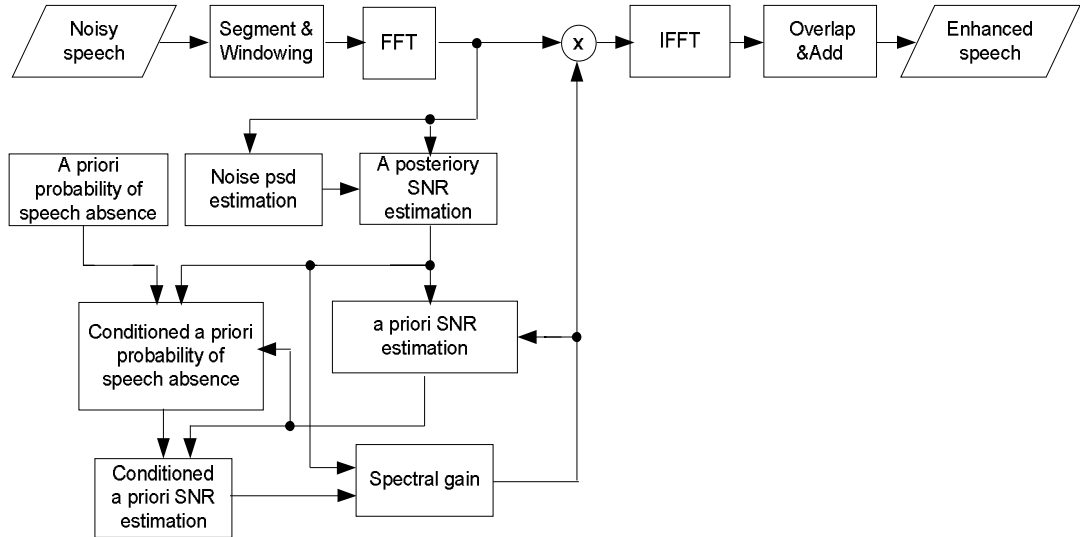 Noisy
speech
Segment &
Windowing
FFT
x
IFFT
Overlap
&Add
Enhanced
speech
A priori
probability of
speech absence
Noise psd
estimation
A posteriory
SNR
estimation
Conditioned a priori
probability of
speech absence
a priori SNR
estimation
Conditioned
a priori SNR
estimation
Spectral gain